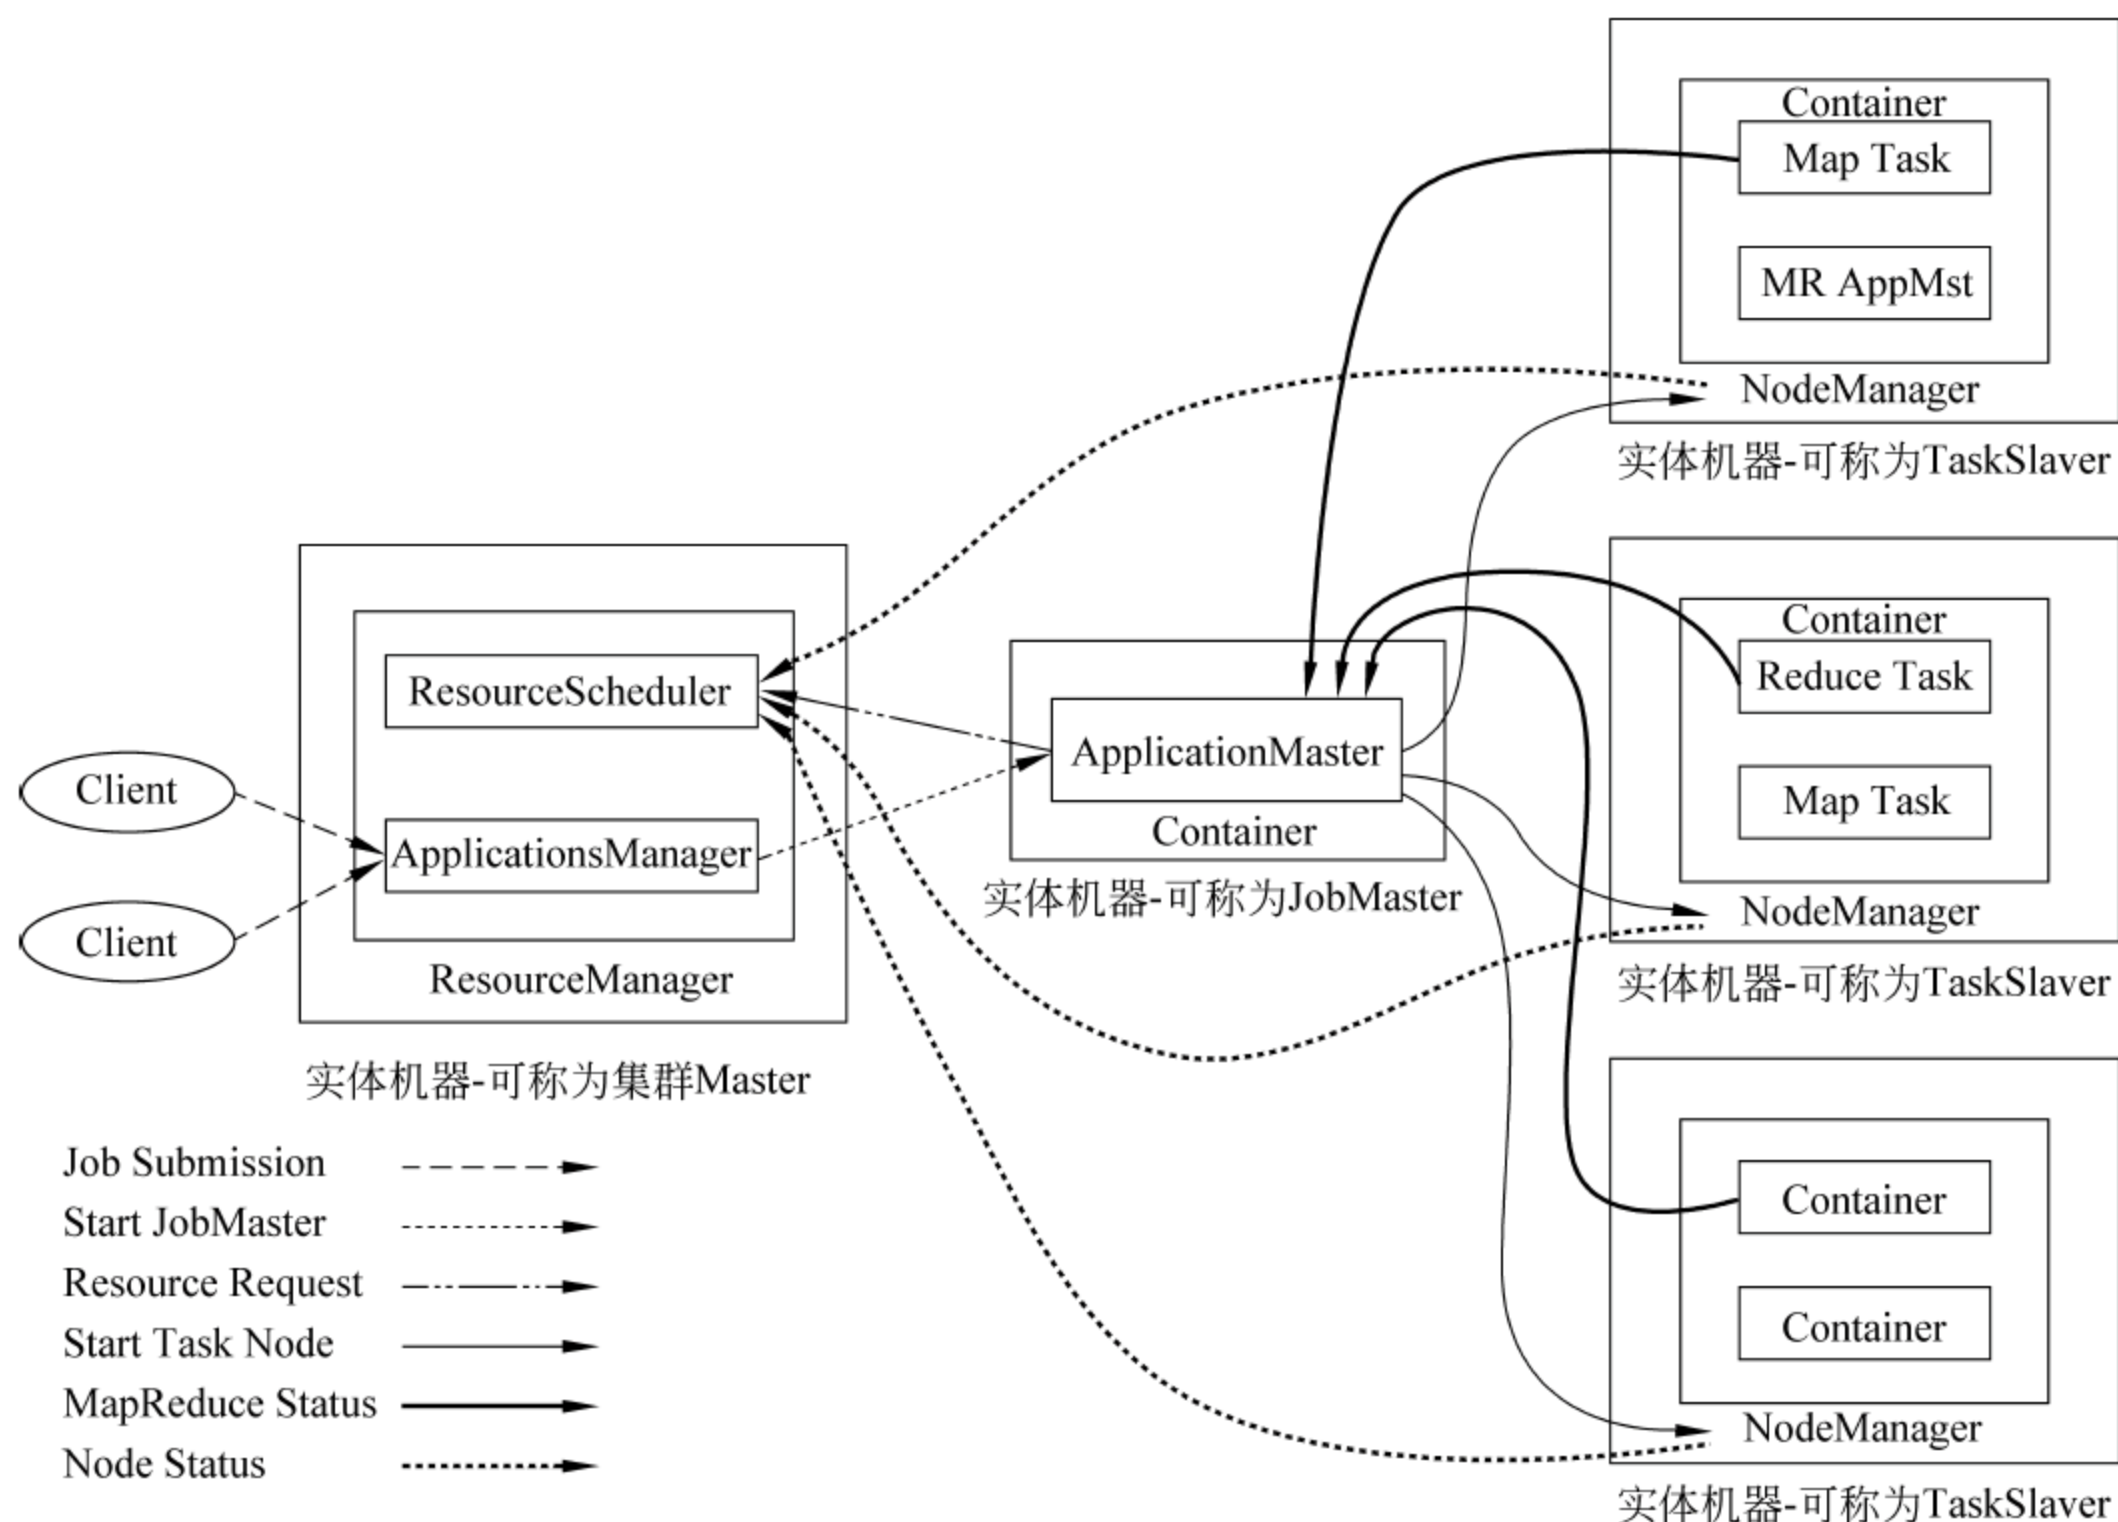 Container
Map Task
MR AppMst
NodeManager
实体机器-可称为TaskSlaver
ResourceScheduler
ApplicationsManager
ResourceManager
实体机器-可称为集群Master
Client
Client
ApplicationMaster
Container
实体机器-可称为JobMaster
Container
Reduce Task
Map Task
NodeManager
实体机器-可称为TaskSlaver
Container
Container
NodeManager
实体机器-可称为TaskSlaver
Job Submission
Start JobMaster
Resource Request
Start Task Node
MapReduce Status
Node Status